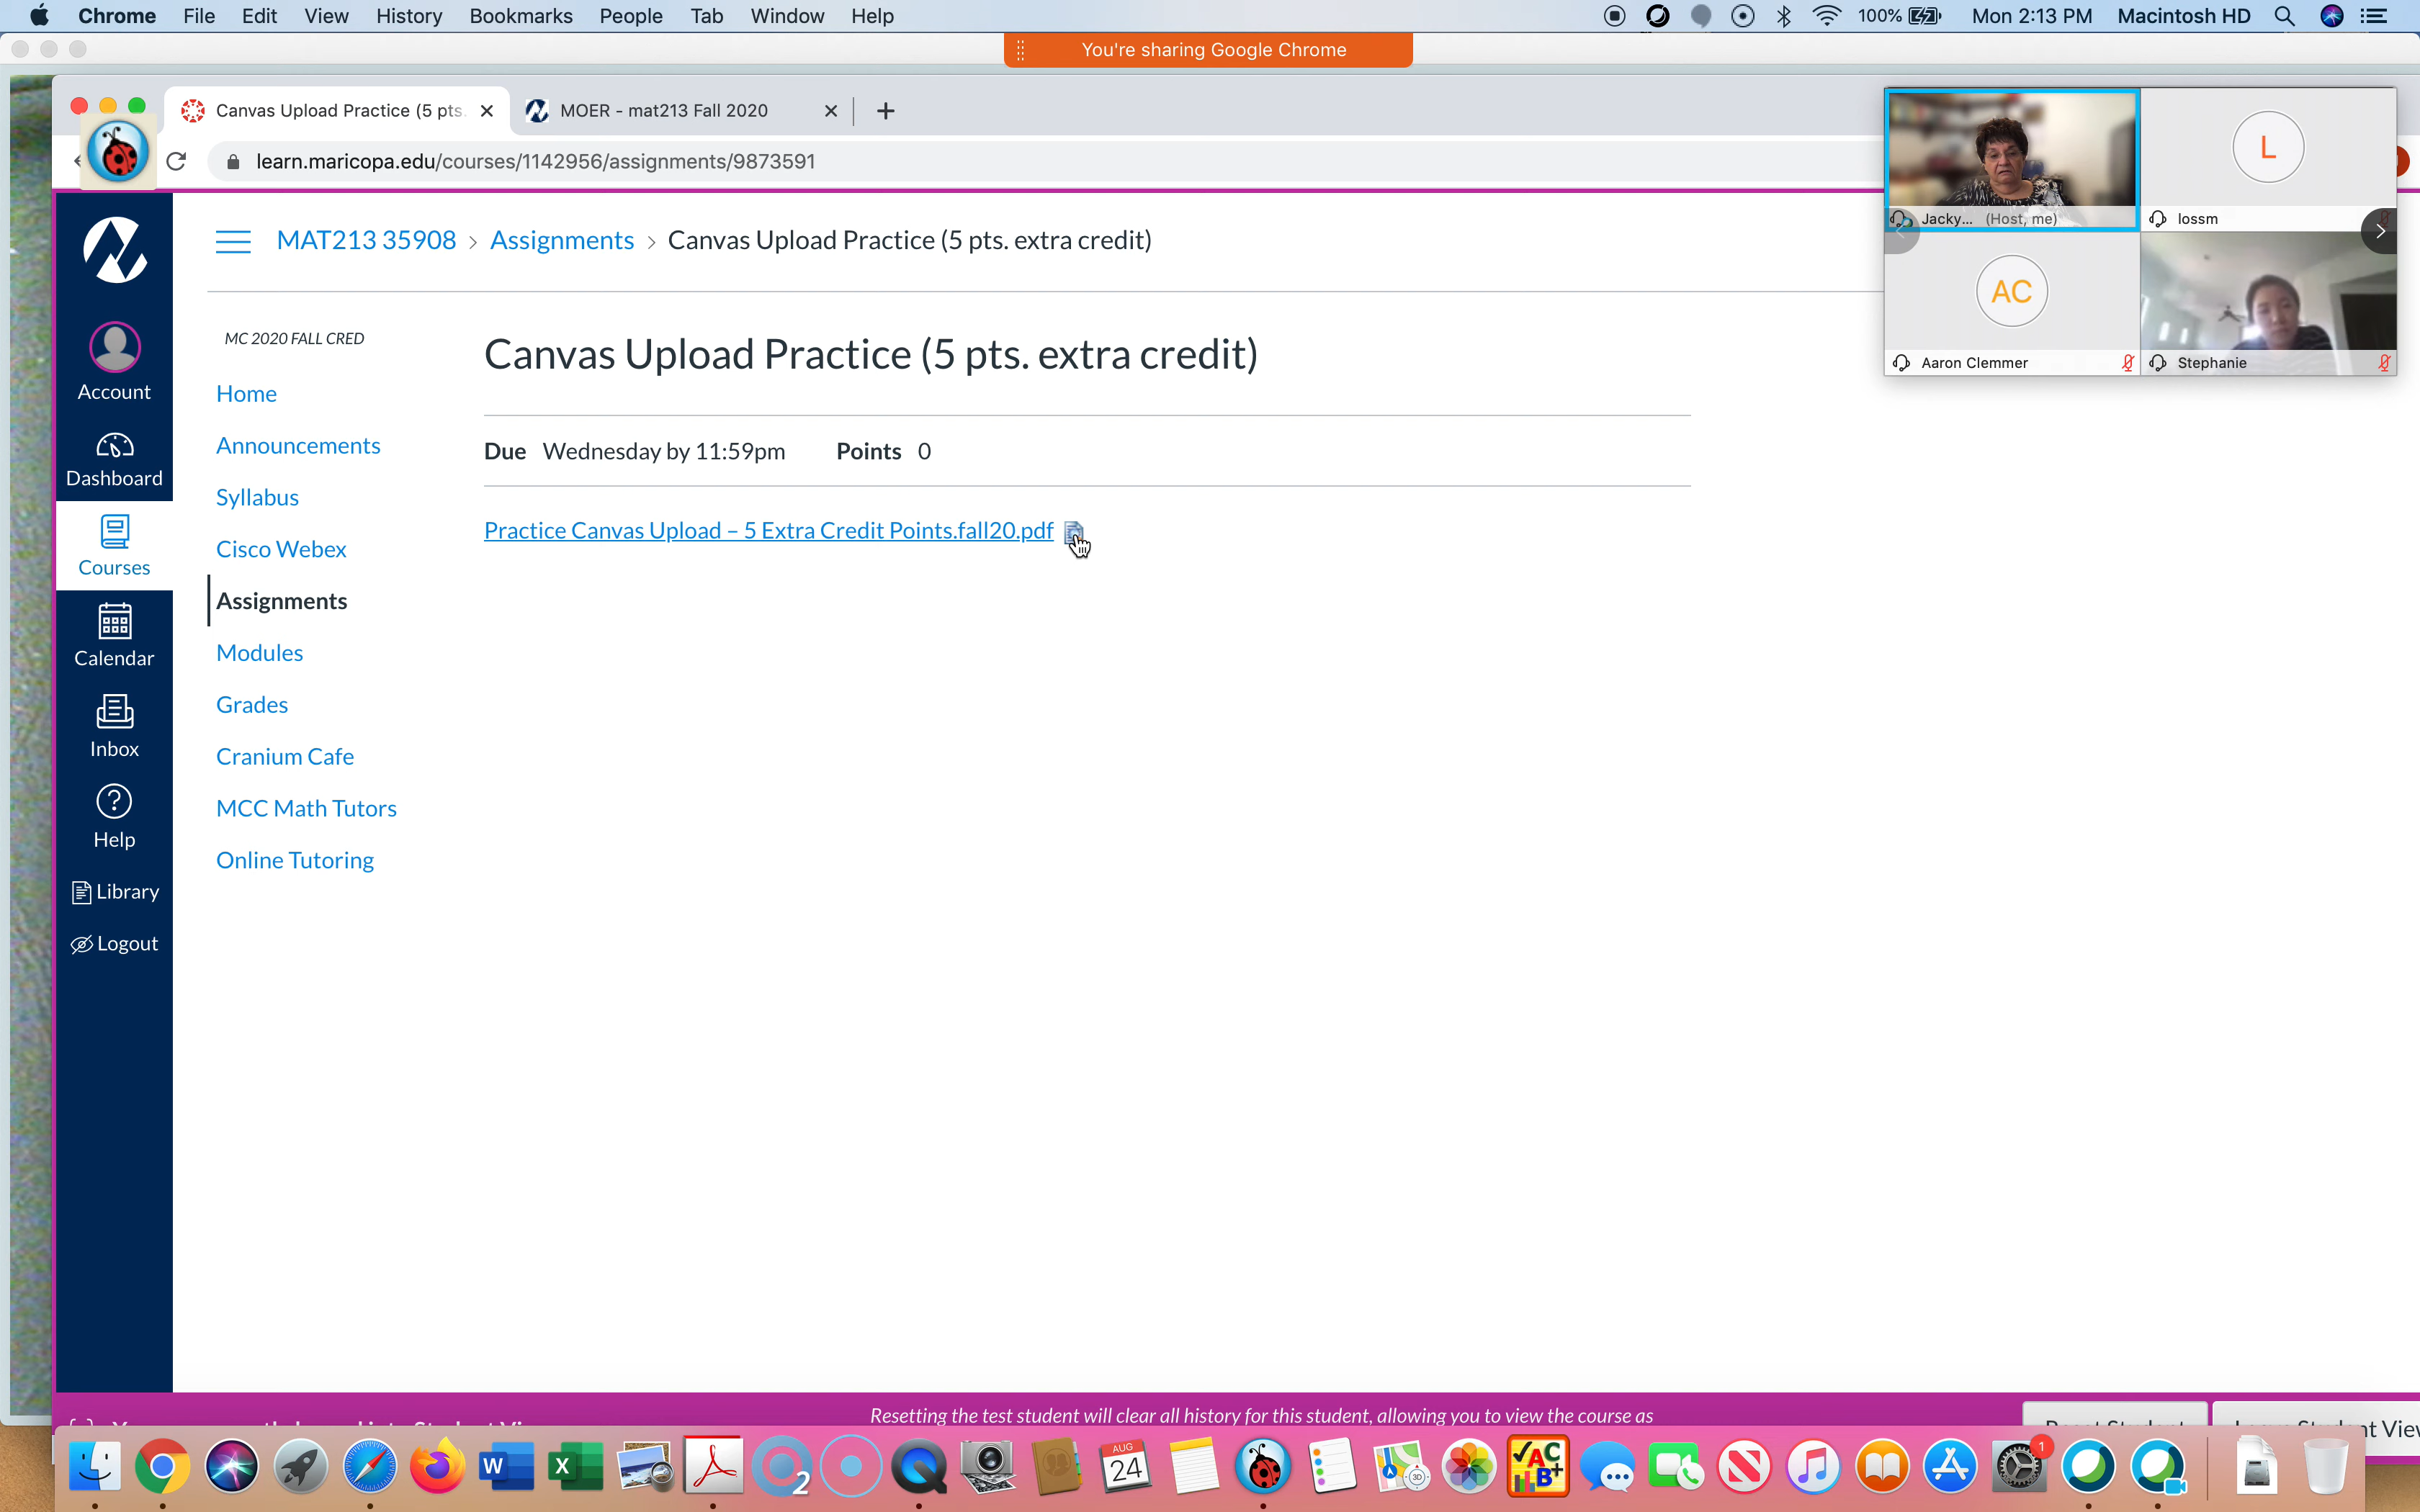 Chrome File Edit View History Bookmarks People Tab Window Help 100% Mon 2:13 PM Macintosh HD
You're sharing Google Chrome
Canvas Upload Practice (5 pts. MOER - mat213 Fall 2020
learn.maricopa.edu/courses/1142956/assignments/9873591
L
Jacky... (Host, me) lossm
AC
Aaron Clemmer Stephanie
MAT213 35908 > Assignments > Canvas Upload Practice (5 pts. extra credit)
MC 2020 FALL CRED
Home
Announcements
Syllabus
Cisco Webex
Assignments
Modules
Grades
Cranium Cafe
MCC Math Tutors
Online Tutoring
Account
Dashboard
Courses
Calendar
Inbox
Help
Library
Logout
Canvas Upload Practice (5 pts. extra credit)
Due Wednesday by 11:59pm Points 0
Practice Canvas Upload – 5 Extra Credit Points.fall20.pdf
Resetting the test student will clear all history for this student, allowing you to view the course as
W X 2 AUG 24 3D AC B+ 1